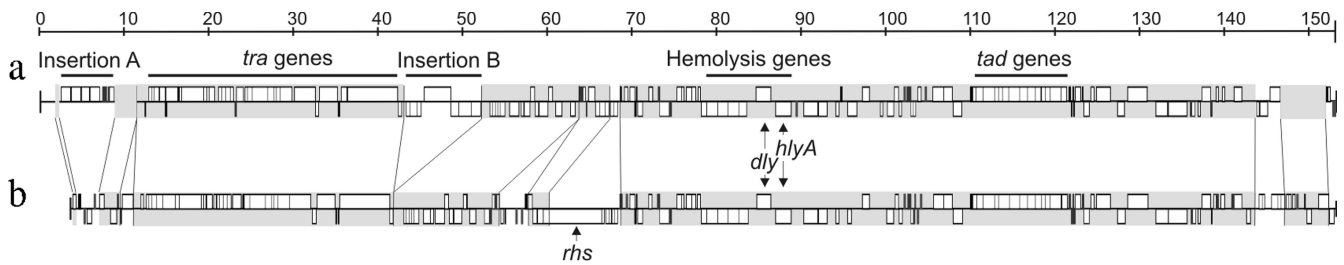 0 10 20 30 40 50 60 70 80 90 100 110 120 130 140 150
Insertion A tra genes Insertion B Hemolysis genes tad genes
a
dly hlyA
b
rhs